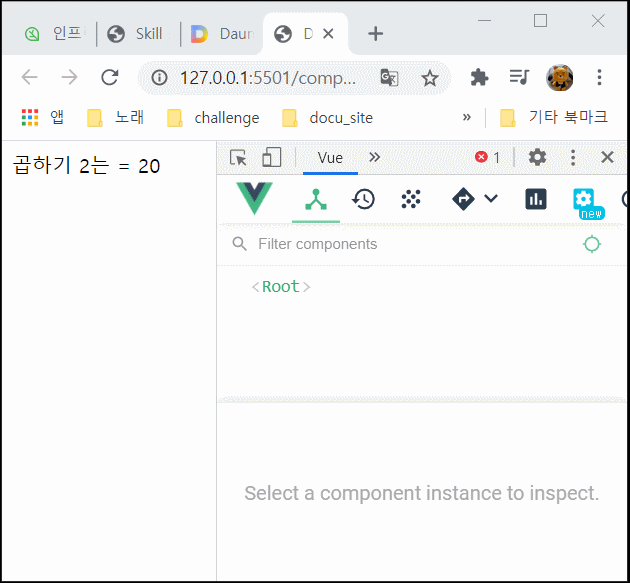 인프
Skill
Daum
D
127.0.0.1:5501/comp...
앱
노래
challenge
docu_site
»
기타 북마크
곱하기 2는 = 20
Vue
»
1
new
Filter components
<Root>
Select a component instance to inspect.